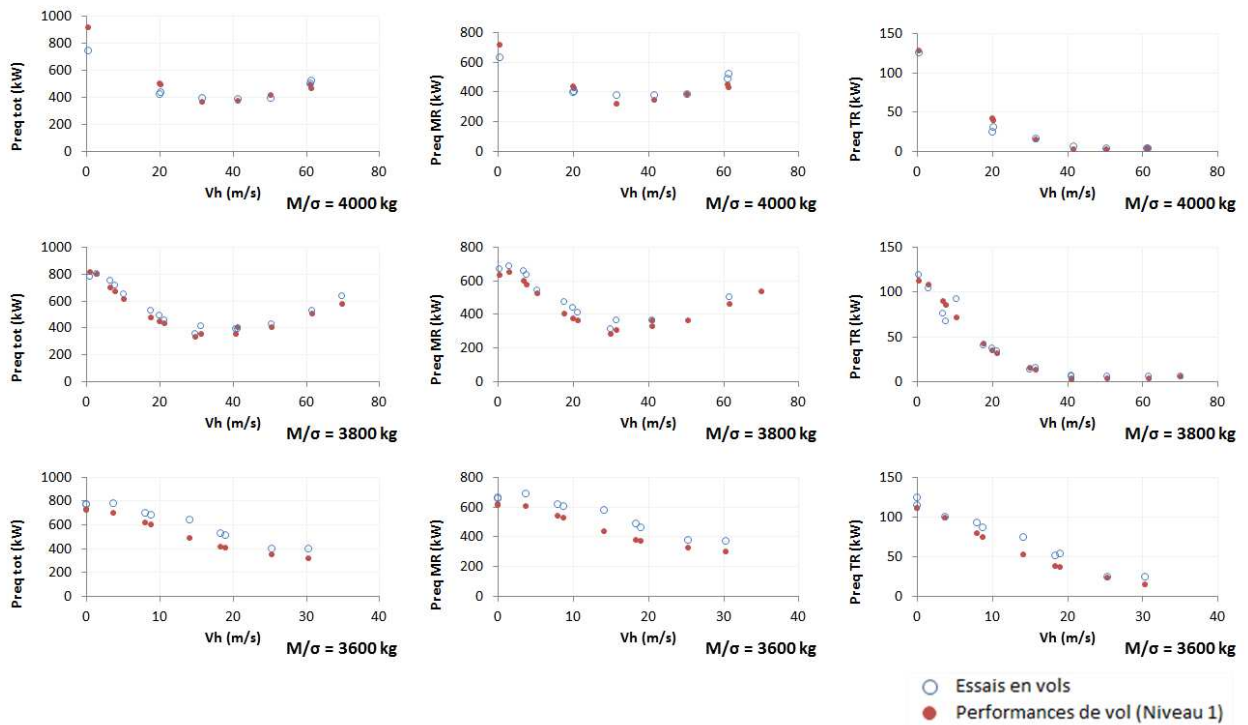 1000
800
600
400
200
0
Preq tot (kW)
0 20 40 60 80
Vh (m/s)
M/σ = 4000 kg
800
600
400
200
0
Preq MR (kW)
0 20 40 60 80
Vh (m/s)
M/σ = 4000 kg
150
100
50
0
Preq TR (kW)
0 20 40 60 80
Vh (m/s)
M/σ = 4000 kg
1000
800
600
400
200
0
Preq tot (kW)
0 20 40 60 80
Vh (m/s)
M/σ = 3800 kg
800
600
400
200
0
Preq MR (kW)
0 20 40 60 80
Vh (m/s)
M/σ = 3800 kg
150
100
50
0
Preq TR (kW)
0 20 40 60 80
Vh (m/s)
M/σ = 3800 kg
1000
800
600
400
200
0
Preq tot (kW)
0 10 20 30 40
Vh (m/s)
M/σ = 3600 kg
800
600
400
200
0
Preq MR (kW)
0 10 20 30 40
Vh (m/s)
M/σ = 3600 kg
150
100
50
0
Preq TR (kW)
0 10 20 30 40
Vh (m/s)
M/σ = 3600 kg
Essais en vols
Performances de vol (Niveau 1)